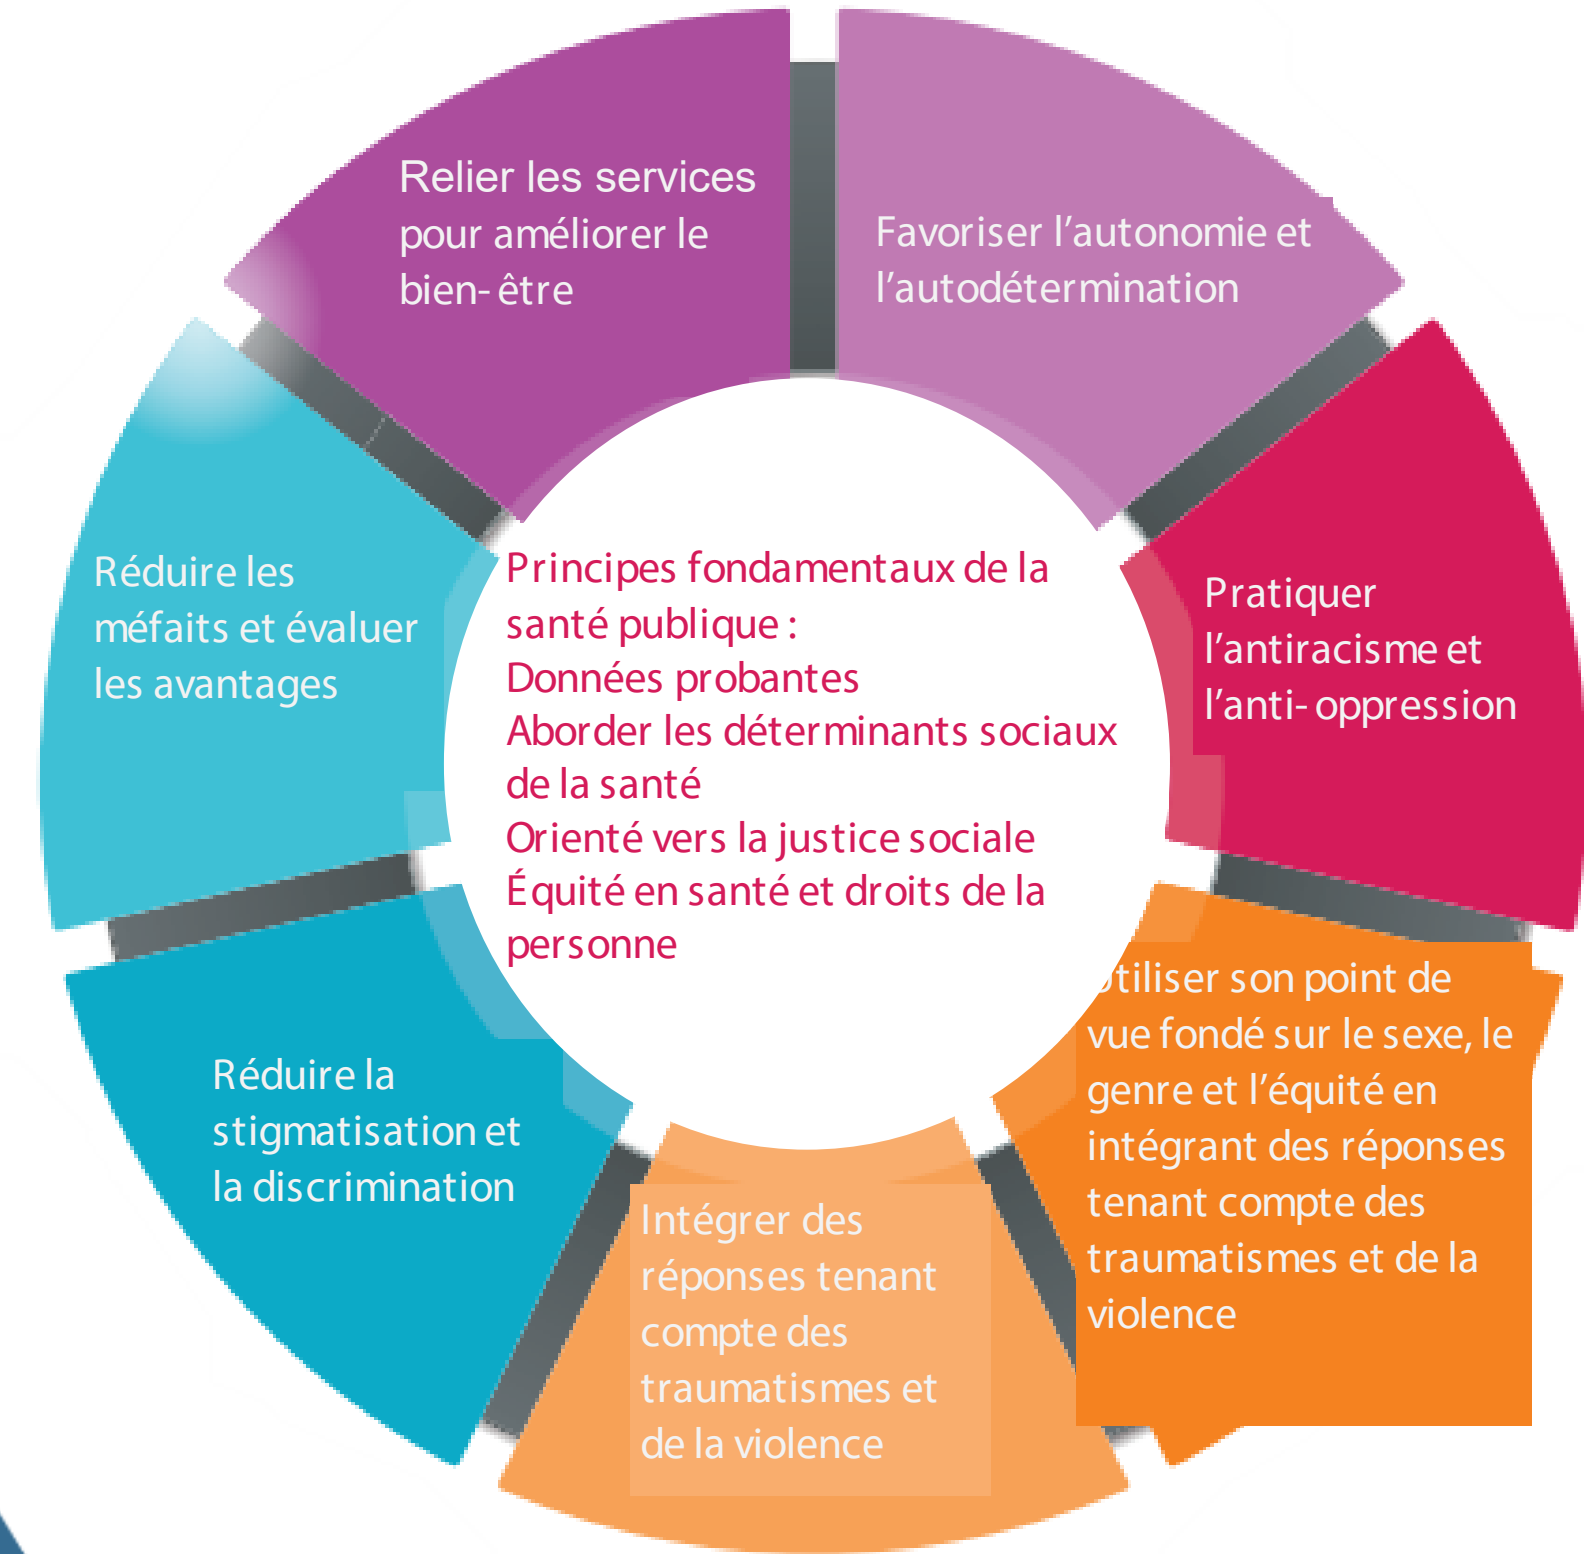 Relier les services
pour améliorer le
bien-être
Favoriser l’autonomie et
l’autodétermination
Pratiquer
l’antiracisme et
l’anti-oppression
Utiliser son point de
vue fondé sur le sexe, le
genre et l’équité en
intégrant des réponses
tenant compte des
traumatismes et de la
violence
Intégrer des
réponses tenant
compte des
traumatismes et
de la violence
Réduire la
stigmatisation et
la discrimination
Réduire les
méfaits et évaluer
les avantages
Principes fondamentaux de la
santé publique :
Données probantes
Aborder les déterminants sociaux
de la santé
Orienté vers la justice sociale
Équité en santé et droits de la
personne